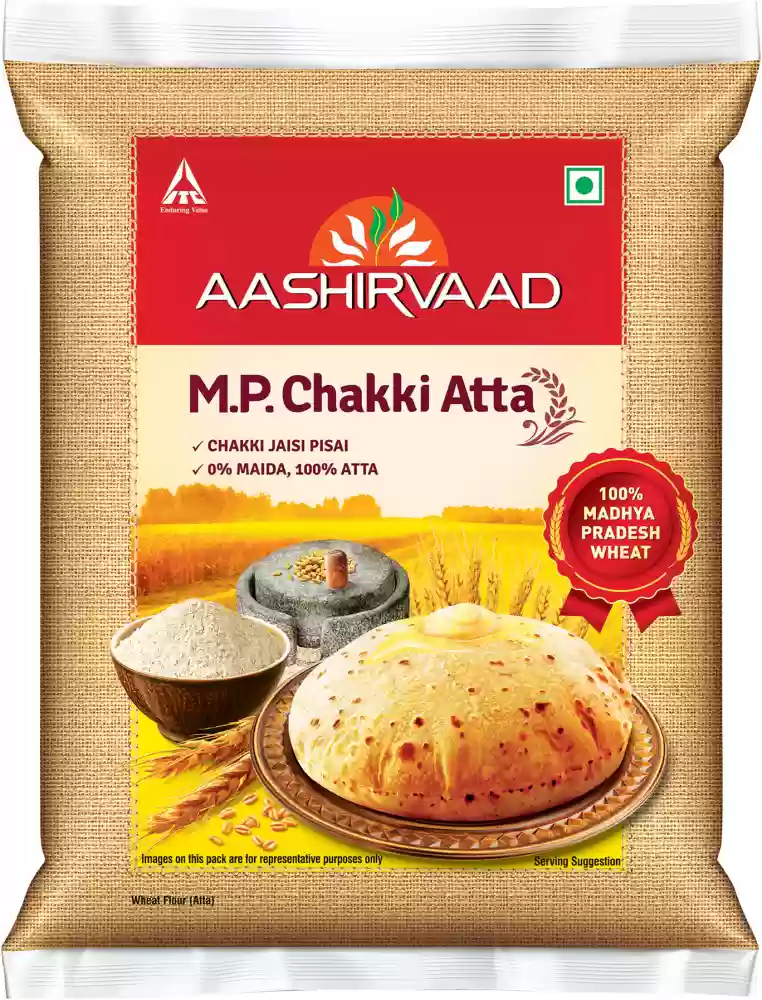 ITC
Enduring Value
AASHIRVAAD
M.P. Chakki Atta
✓ CHAKKI JAISI PISAI
✓ 0% MAIDA, 100% ATTA
100%
MADHYA
PRADESH
WHEAT
Images on this pack are for representative purposes only
Serving Suggestion
Wheat Flour (Atta)